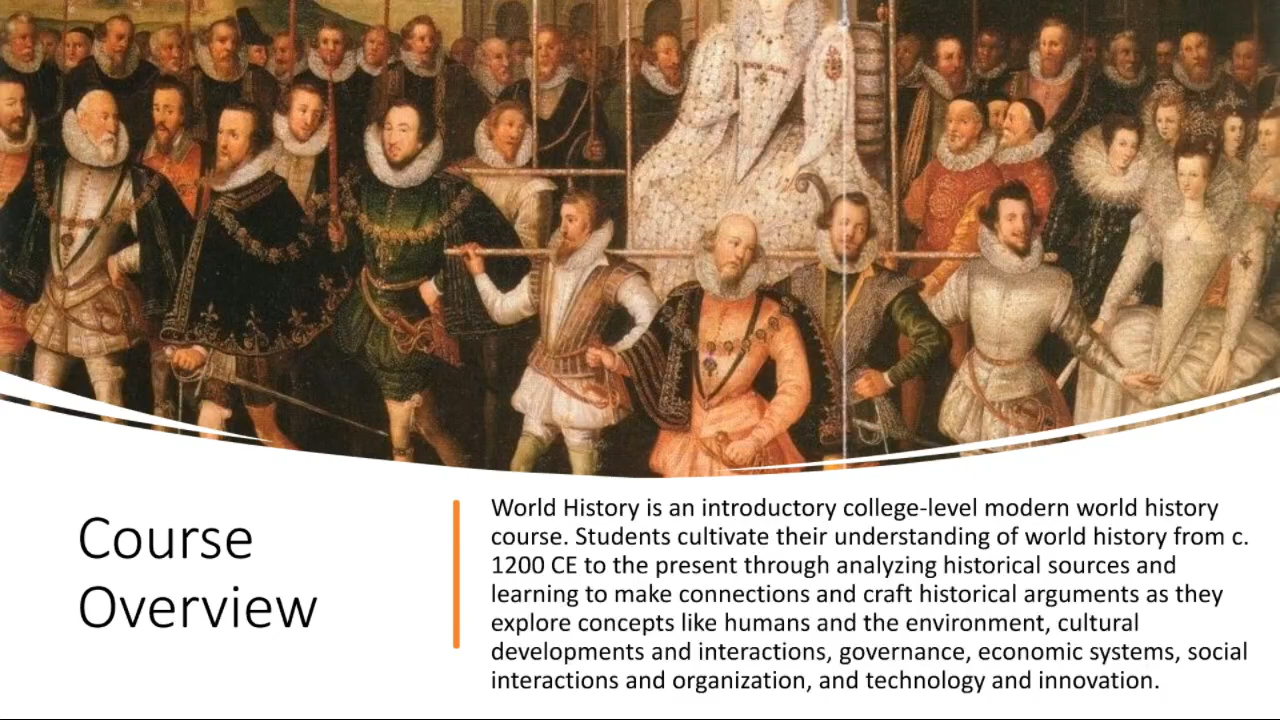 Course
Overview
World History is an introductory college-level modern world history
course. Students cultivate their understanding of world history from c.
1200 CE to the present through analyzing historical sources and
learning to make connections and craft historical arguments as they
explore concepts like humans and the environment, cultural
developments and interactions, governance, economic systems, social
interactions and organization, and technology and innovation.